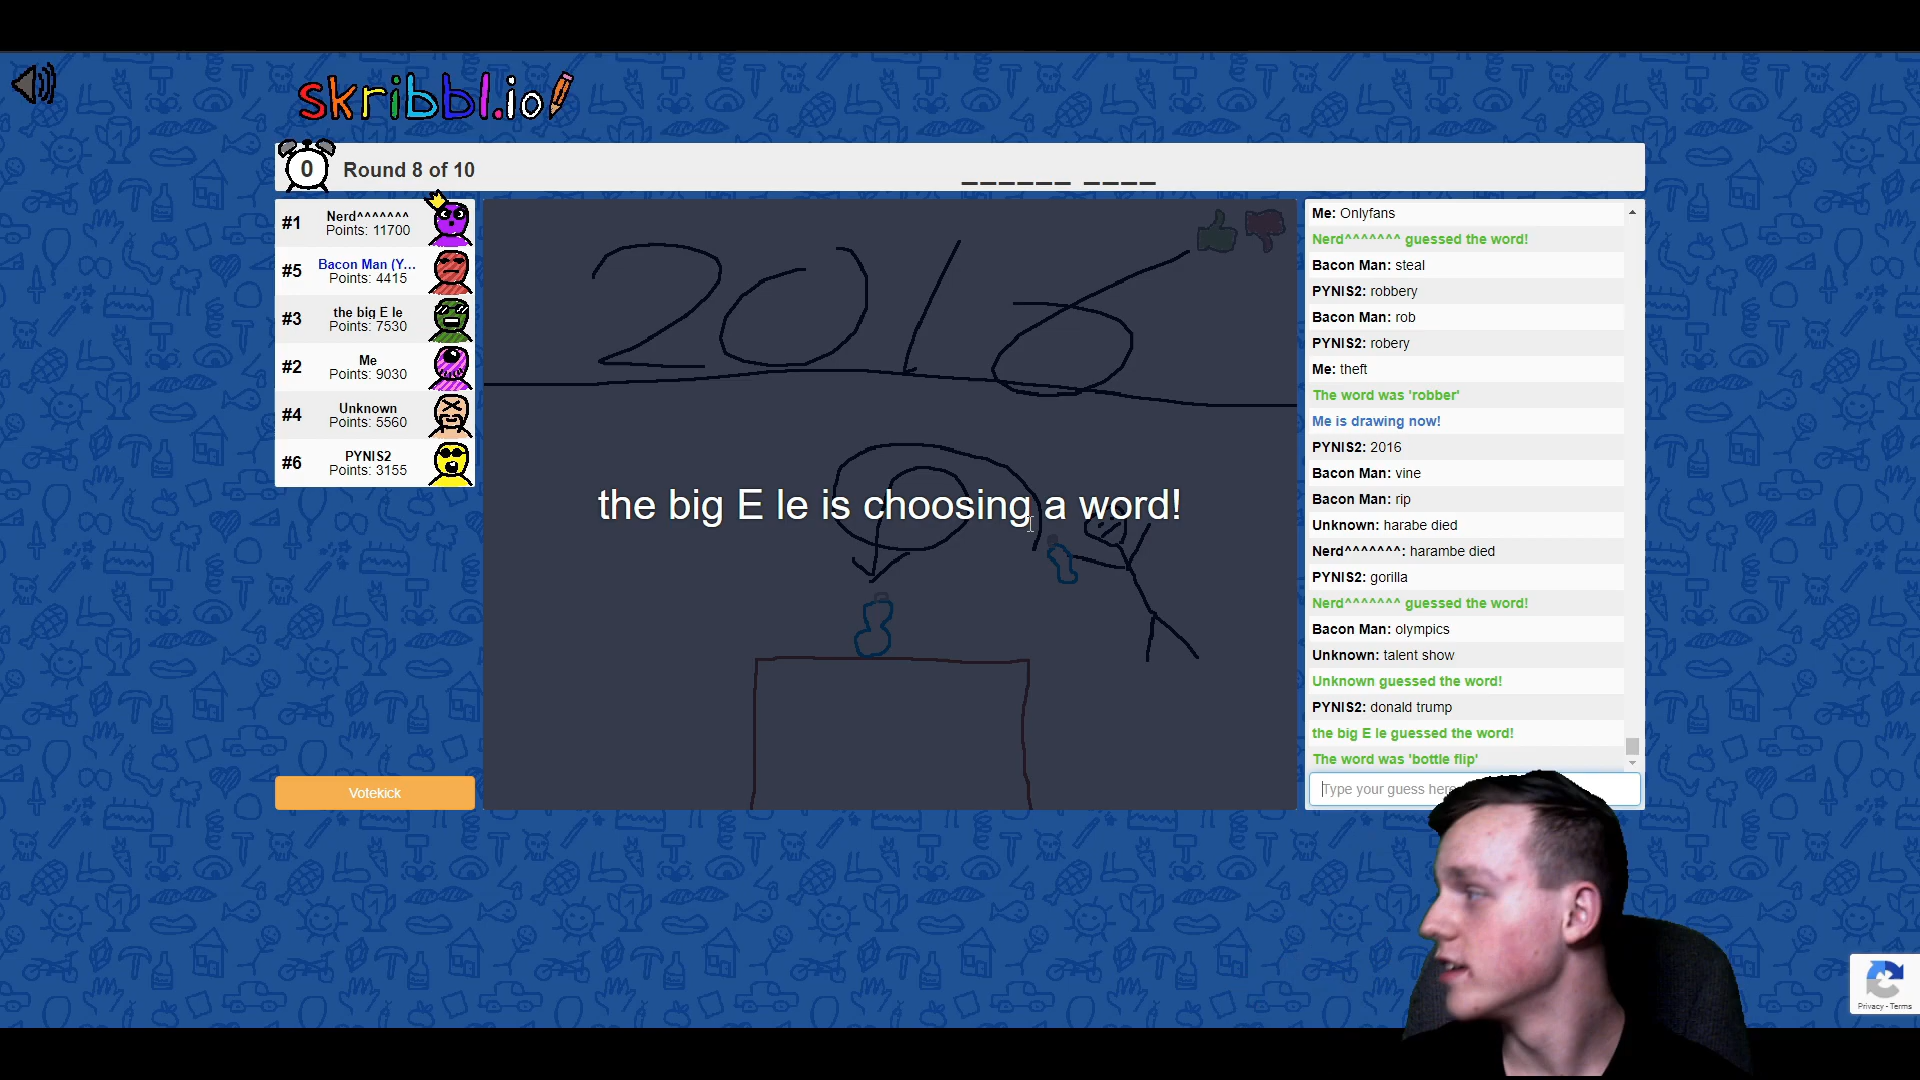 skribbl.io
0
Round 8 of 10
______ ____
#1
Nerd^^^^^^^
Points: 11700
#5
Bacon Man (Y...
Points: 4415
#3
the big E le
Points: 7530
#2
Me
Points: 9030
#4
Unknown
Points: 5560
#6
PYNIS2
Points: 3155
Votekick
2016
the big E le is choosing a word!
Me: Onlyfans
Nerd^^^^^^^ guessed the word!
Bacon Man: steal
PYNIS2: robbery
Bacon Man: rob
PYNIS2: robery
Me: theft
The word was 'robber'
Me is drawing now!
PYNIS2: 2016
Bacon Man: vine
Bacon Man: rip
Unknown: harabe died
Nerd^^^^^^^: harambe died
PYNIS2: gorilla
Nerd^^^^^^^ guessed the word!
Bacon Man: olympics
Unknown: talent show
Unknown guessed the word!
PYNIS2: donald trump
the big E le guessed the word!
The word was 'bottle flip'
Type your guess here
Privacy - Terms